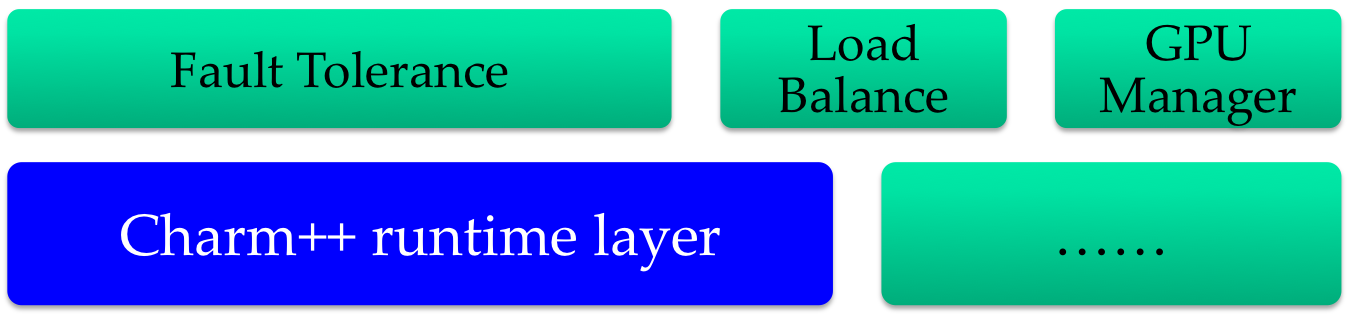 Fault Tolerance
Load
Balance
GPU
Manager
Charm++ runtime layer
......